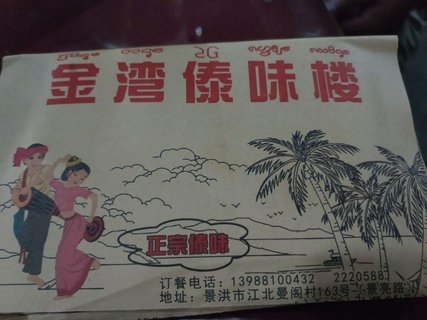 金湾傣味楼
正宗傣味
订餐电话：13988100432 2220588
地址：景洪市江北曼阁村163号（景亮路）